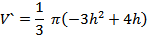 V` = 1/3 π(−3h² + 4h)